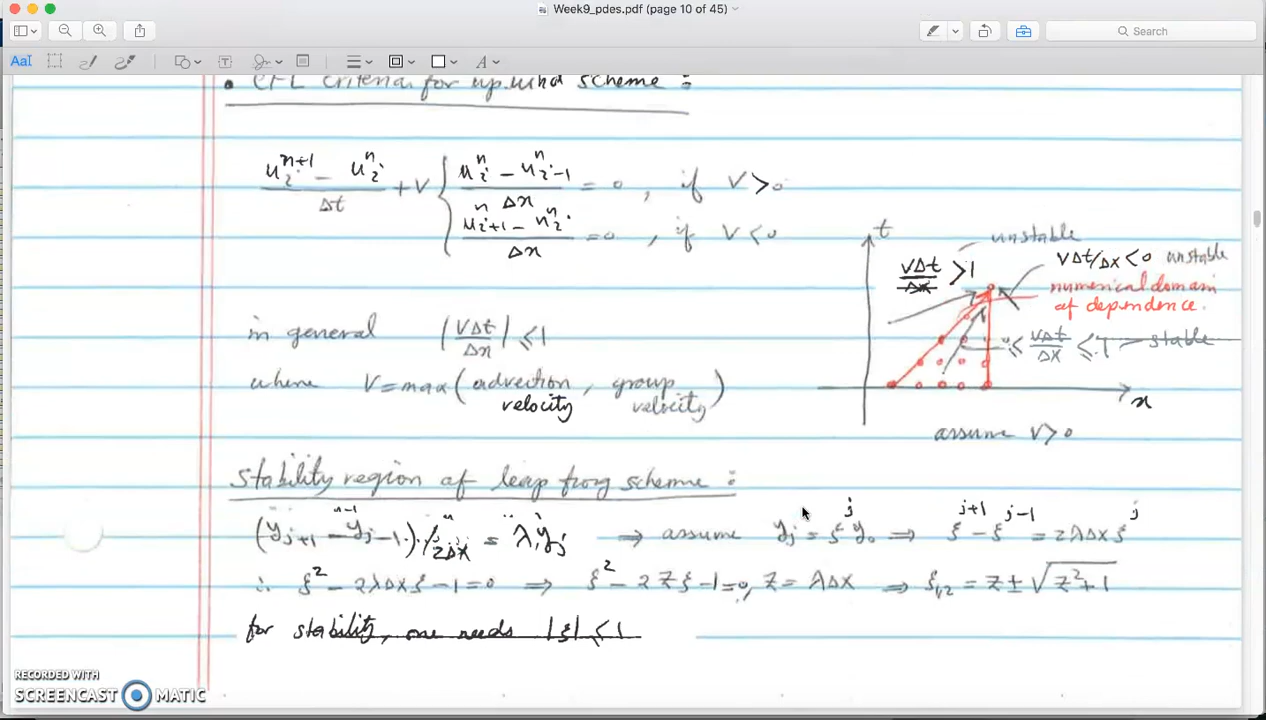 Week9_pdes.pdf (page 10 of 45)
Search
AaI
A
• CFL criteria for upwind scheme :
(u_i^{n+1} - u_i^n)/Δt + V { (u_i^n - u_{i-1}^n)/Δx = 0 , if V > 0
(u_{i+1}^n - u_i^n)/Δx = 0 , if V < 0
t
unstable
VΔt/Δx > 1
VΔt/Δx < 0 unstable
numerical domain
of dependence.
in general |VΔt/Δx| ≤ 1
0 ≤ VΔt/Δx ≤ 1 – stable
where V = max(advection velocity, group velocity)
x
assume V > 0
Stability region of leap frog scheme :
(y_{j+1} - y_{j-1})/2Δx = λ y_j ⇒ assume y_j = ξ^j y_0 ⇒ ξ^{j+1} - ξ^{j-1} = 2λΔx ξ^j
∴ ξ^2 - 2λΔxξ - 1 = 0 ⇒ ξ^2 - 2zξ - 1 = 0, z = λΔx ⇒ ξ_{1,2} = z ± √(z^2+1)
for stability, one needs |ξ| ≤ 1
RECORDED WITH
SCREENCAST MATIC